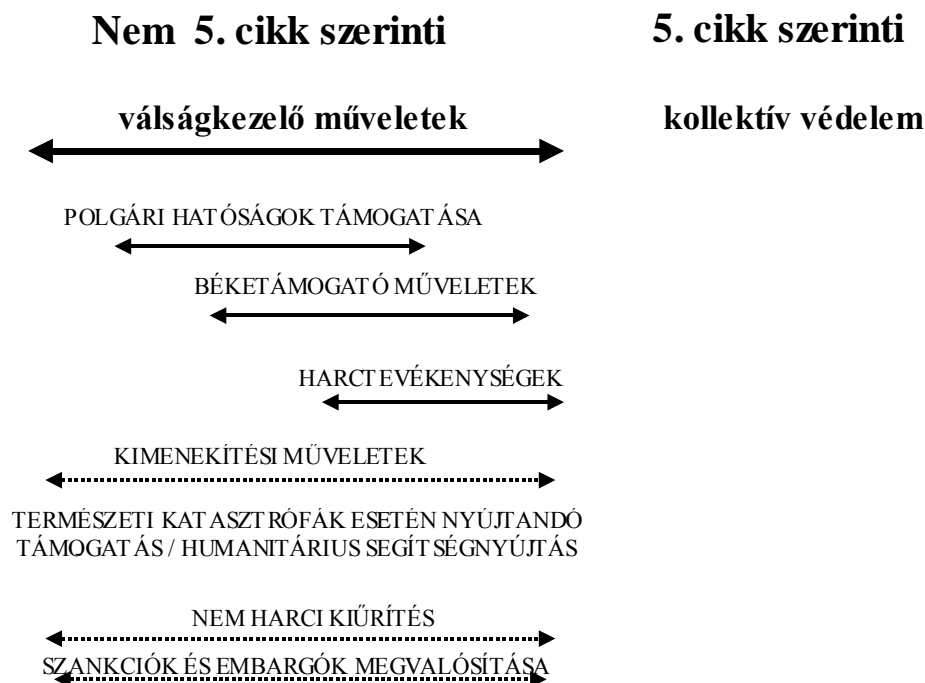 Nem 5. cikk szerinti
5. cikk szerinti
válságkezelő műveletek
kollektív védelem
POLGÁRI HATÓSÁGOK TÁMOGATÁSA
BÉKETÁMOGATÓ MŰVELETEK
HARCTEVÉKENYSÉGEK
KIMENEKÍTÉSI MŰVELETEK
TERMÉSZETI KATASZTRÓFÁK ESETÉN NYÚJTANDÓ
TÁMOGATÁS / HUMANITÁRIUS SEGÍTSÉGNYÚJTÁS
NEM HARCI KIŰRÍTÉS
SZANKCIÓK ÉS EMBARGÓK MEGVALÓSÍTÁSA